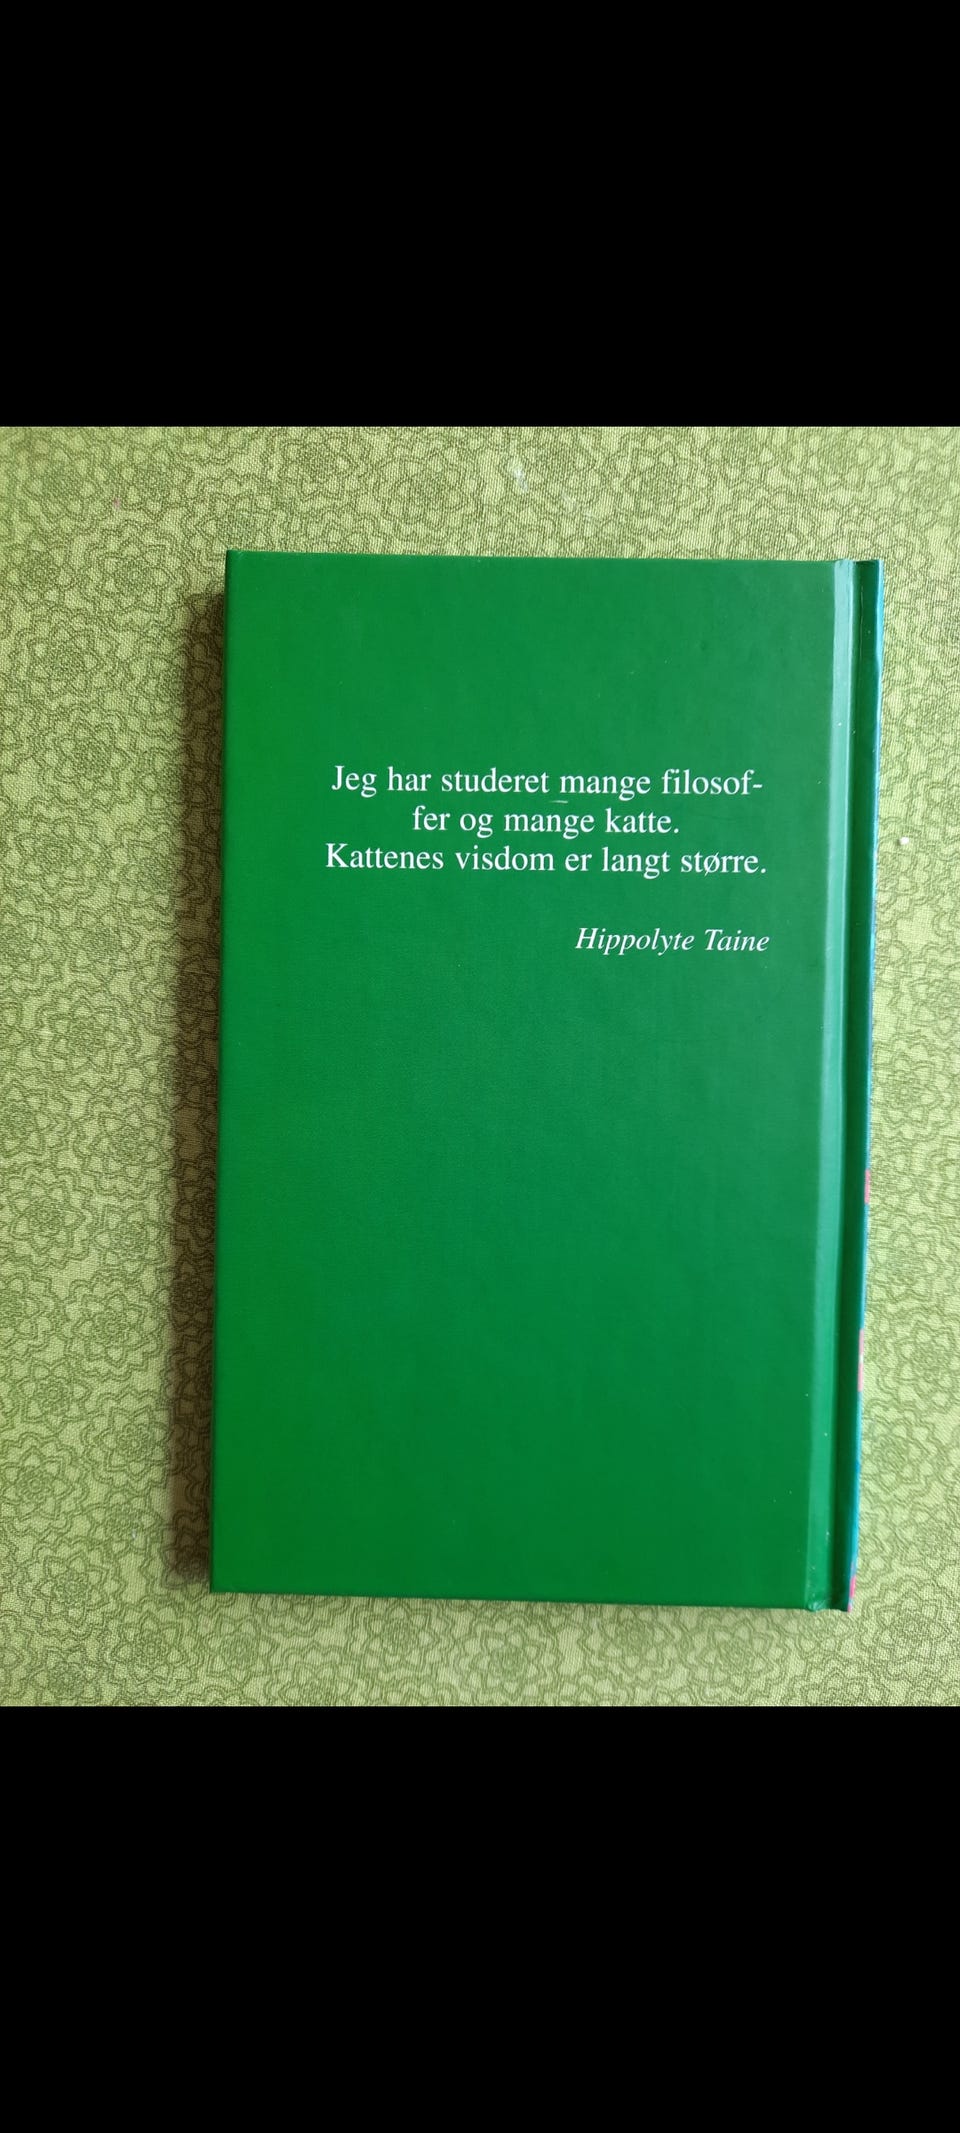 Jeg har studeret mange filosof-
fer og mange katte.
Kattenes visdom er langt større.
Hippolyte Taine